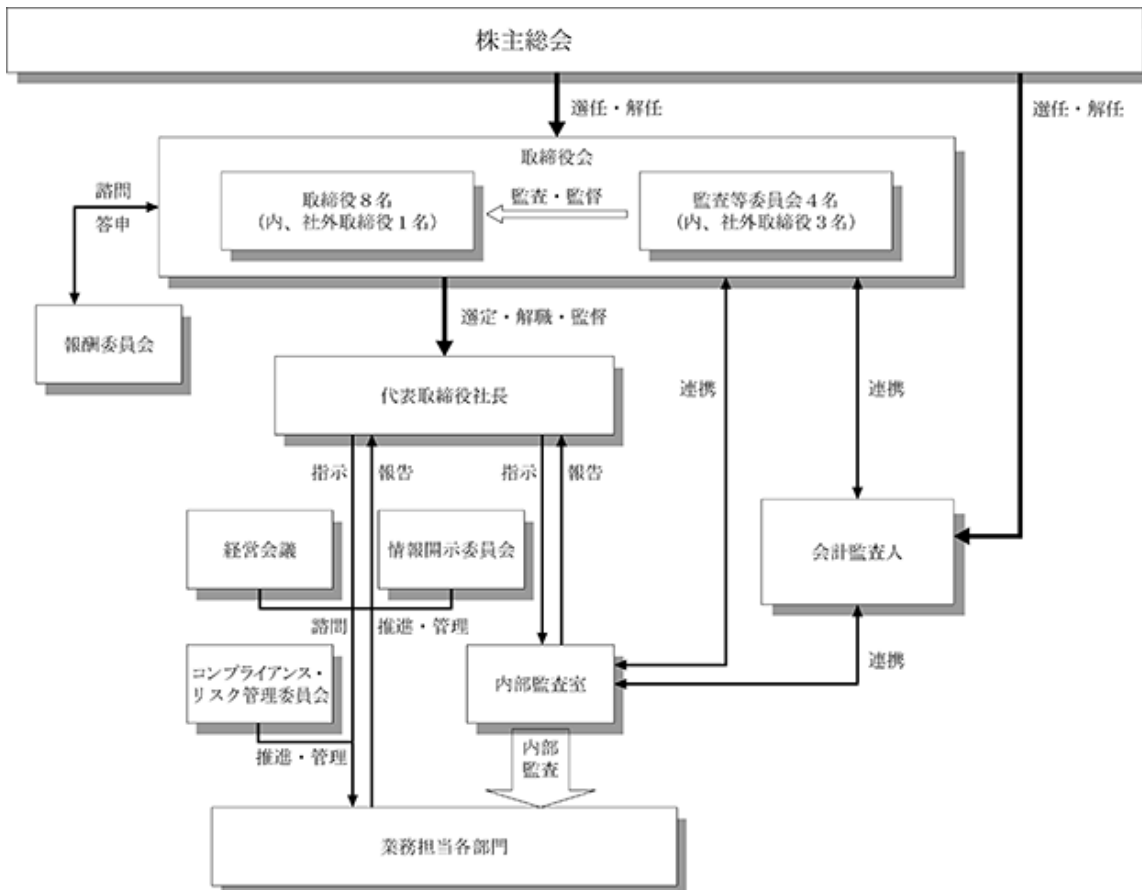 株主総会
選任・解任
選任・解任
取締役会
取締役8名
（内、社外取締役1名）
監査・監督
監査等委員会4名
（内、社外取締役3名）
諮問
答申
報酬委員会
選定・解職・監督
代表取締役社長
連携
連携
指示
報告
指示
報告
経営会議
情報開示委員会
会計監査人
諮問
推進・管理
コンプライアンス・
リスク管理委員会
内部監査室
連携
推進・管理
内部
監査
業務担当各部門